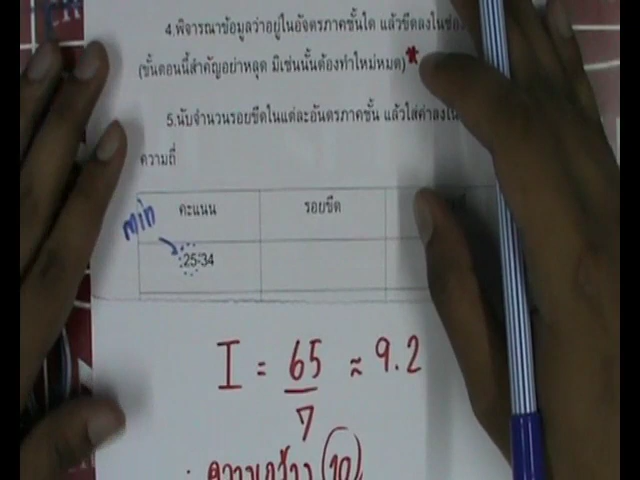 4.พิจารณาข้อมูลว่าอยู่ในอัจตรภาคชั้นใด แล้วขีดลงในช่อง
(ขั้นตอนนี้สำคัญอย่าหลุด มิเช่นนั้นต้องทำใหม่หมด)*
5.นับจำนวนรอยขีดในแต่ละอันตรภาคชั้น แล้วใส่ค่าลงใน
ความถี่
คะแนน รอยขีด
min
25-34
I = 65/7 ≈ 9.2
∴ ความกว้าง 10